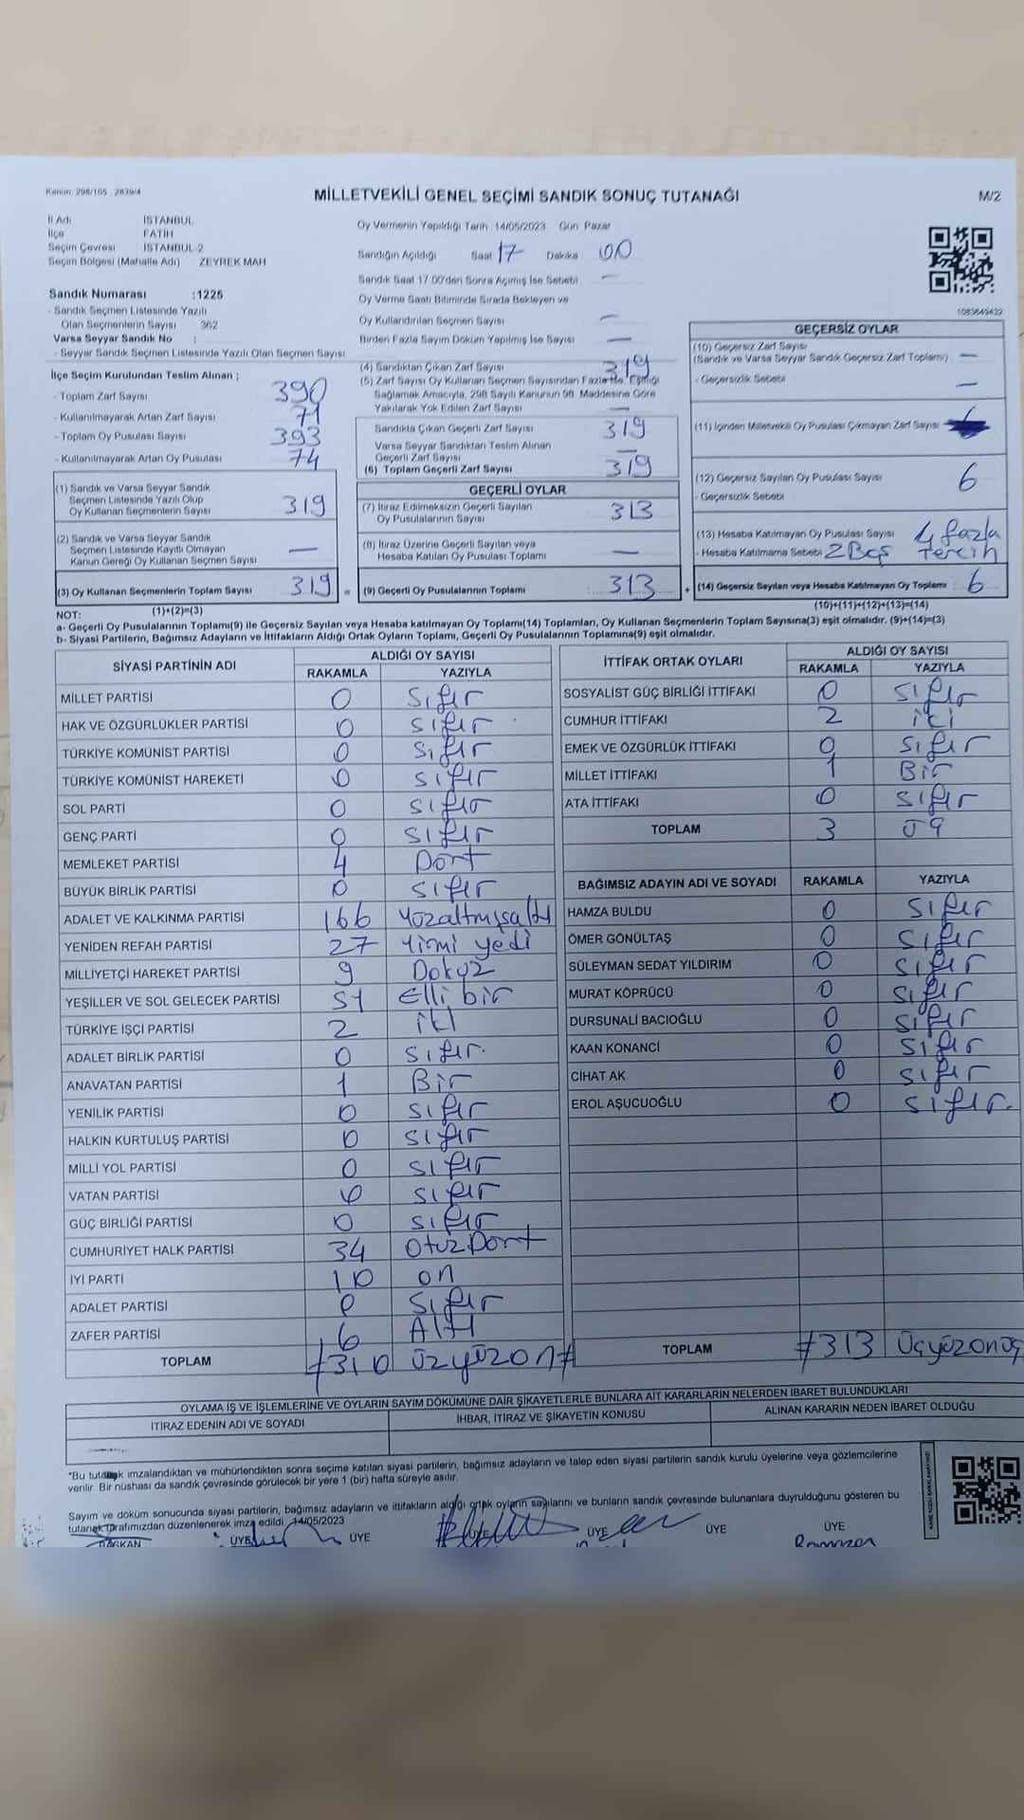 Kanun: 298/105 - 2839/4
MİLLETVEKİLİ GENEL SEÇİMİ SANDIK SONUÇ TUTANAĞI
M/2
İl Adı İSTANBUL
İlçe FATİH
Seçim Çevresi İSTANBUL-2
Seçim Bölgesi (Mahalle Adı) ZEYREK MAH
Sandık Numarası :1225
- Sandık Seçmen Listesinde Yazılı
Olan Seçmenlerin Sayısı 362
Varsa Seyyar Sandık No :
- Seyyar Sandık Seçmen Listesinde Yazılı Olan Seçmen Sayısı
İlçe Seçim Kurulundan Teslim Alınan ;
- Toplam Zarf Sayısı 390
- Kullanılmayarak Artan Zarf Sayısı 71
- Toplam Oy Pusulası Sayısı 393
- Kullanılmayarak Artan Oy Pusulası 74
(1) Sandık ve Varsa Seyyar Sandık
Seçmen Listesinde Yazılı Olup
Oy Kullanan Seçmenlerin Sayısı 319
(2) Sandık ve Varsa Seyyar Sandık
Seçmen Listesinde Kayıtlı Olmayan
Kanun Gereği Oy Kullanan Seçmen Sayısı —
(3) Oy Kullanan Seçmenlerin Toplam Sayısı 319 =
(1)+(2)=(3)
Oy Vermenin Yapıldığı Tarih 14/05/2023 Gün Pazar
Sandığın Açıldığı Saat 17 Dakika 00
Sandık Saat 17.00'den Sonra Açılmış İse Sebebi —
Oy Verme Saati Bitiminde Sırada Bekleyen ve
Oy Kullandırılan Seçmen Sayısı —
Birden Fazla Sayım Döküm Yapılmış İse Sayısı —
(4) Sandıktan Çıkan Zarf Sayısı 319
(5) Zarf Sayısı Oy Kullanan Seçmen Sayısından Fazla İse, Eşitliği
Sağlamak Amacıyla, 298 Sayılı Kanunun 98. Maddesine Göre
Yakılarak Yok Edilen Zarf Sayısı —
Sandıkta Çıkan Geçerli Zarf Sayısı 319
Varsa Seyyar Sandıktan Teslim Alınan
Geçerli Zarf Sayısı —
(6) Toplam Geçerli Zarf Sayısı 319
GEÇERLİ OYLAR
(7) İtiraz Edilmeksizin Geçerli Sayılan
Oy Pusulalarının Sayısı 313
(8) İtiraz Üzerine Geçerli Sayılan veya
Hesaba Katılan Oy Pusulası Toplamı —
(9) Geçerli Oy Pusulalarının Toplamı 313 +
1083649432
GEÇERSİZ OYLAR
(10) Geçersiz Zarf Sayısı
(Sandık ve Varsa Seyyar Sandık Geçersiz Zarf Toplamı) —
- Geçersizlik Sebebi —
(11) İçinden Milletvekili Oy Pusulası Çıkmayan Zarf Sayısı
(12) Geçersiz Sayılan Oy Pusulası Sayısı 6
- Geçersizlik Sebebi
(13) Hesaba Katılmayan Oy Pusulası Sayısı 4 fazla
- Hesaba Katılmama Sebebi 2 Boş Tercih
(14) Geçersiz Sayılan veya Hesaba Katılmayan Oy Toplamı 6
(10)+(11)+(12)+(13)=(14)
NOT:
a- Geçerli Oy Pusulalarının Toplamı(9) ile Geçersiz Sayılan veya Hesaba katılmayan Oy Toplamı(14) Toplamları, Oy Kullanan Seçmenlerin Toplam Sayısına(3) eşit olmalıdır. (9)+(14)=(3)
b- Siyasi Partilerin, Bağımsız Adayların ve İttifakların Aldığı Ortak Oyların Toplamı, Geçerli Oy Pusulalarının Toplamına(9) eşit olmalıdır.
SİYASİ PARTİNİN ADI ALDIĞI OY SAYISI
RAKAMLA YAZIYLA
MİLLET PARTİSİ 0 Sıfır
HAK VE ÖZGÜRLÜKLER PARTİSİ 0 sıfır
TÜRKİYE KOMÜNİST PARTİSİ 0 Sıfır
TÜRKİYE KOMÜNİST HAREKETİ 0 sıfır
SOL PARTİ 0 sıfır
GENÇ PARTİ 0 sıfır
MEMLEKET PARTİSİ 4 Dört
BÜYÜK BİRLİK PARTİSİ 0 sıfır
ADALET VE KALKINMA PARTİSİ 166 Yüzaltmışaltı
YENİDEN REFAH PARTİSİ 27 Yirmi yedi
MİLLİYETÇİ HAREKET PARTİSİ 9 Dokuz
YEŞİLLER VE SOL GELECEK PARTİSİ 51 Elli bir
TÜRKİYE İŞÇİ PARTİSİ 2 iki
ADALET BİRLİK PARTİSİ 0 sıfır.
ANAVATAN PARTİSİ 1 Bir
YENİLİK PARTİSİ 0 sıfır
HALKIN KURTULUŞ PARTİSİ 0 sıfır
MİLLİ YOL PARTİSİ 0 sıfır
VATAN PARTİSİ 0 sıfır
GÜÇ BİRLİĞİ PARTİSİ 0 sıfır
CUMHURİYET HALK PARTİSİ 34 Otuz Dört
İYİ PARTİ 10 on
ADALET PARTİSİ 0 Sıfır
ZAFER PARTİSİ 6 Altı
TOPLAM #310 üzyüzon#
İTTİFAK ORTAK OYLARI ALDIĞI OY SAYISI
RAKAMLA YAZIYLA
SOSYALİST GÜÇ BİRLİĞİ İTTİFAKI 0 sıfır
CUMHUR İTTİFAKI 2 iki
EMEK VE ÖZGÜRLÜK İTTİFAKI 0 sıfır
MİLLET İTTİFAKI 1 Bir
ATA İTTİFAKI 0 sıfır
TOPLAM 3 üç
BAĞIMSIZ ADAYIN ADI VE SOYADI RAKAMLA YAZIYLA
HAMZA BULDU 0 sıfır
ÖMER GÖNÜLTAŞ 0 sıfır
SÜLEYMAN SEDAT YILDIRIM 0 sıfır
MURAT KÖPRÜCÜ 0 sıfır
DURSUNALİ BACIOĞLU 0 sıfır
KAAN KONANCİ 0 sıfır
CİHAT AK 0 sıfır
EROL AŞUCUOĞLU 0 sıfır.
TOPLAM #313 Üçyüzonüç
OYLAMA İŞ VE İŞLEMLERİNE VE OYLARIN SAYIM DÖKÜMÜNE DAİR ŞİKAYETLERLE BUNLARA AİT KARARLARIN NELERDEN İBARET BULUNDUKLARI
İTİRAZ EDENİN ADI VE SOYADI İHBAR, İTİRAZ VE ŞİKAYETİN KONUSU ALINAN KARARIN NEDEN İBARET OLDUĞU
*Bu tutanak imzalandıktan ve mühürlendikten sonra seçime katılan siyasi partilerin, bağımsız adayların ve talep eden siyasi partilerin sandık kurulu üyelerine veya gözlemcilerine
verilir. Bir nüshası da sandık çevresinde görülecek bir yere 1 (bir) hafta süreyle asılır.
Sayım ve döküm sonucunda siyasi partilerin, bağımsız adayların ve ittifakların aldığı ortak oyların sayılarını ve bunların sandık çevresinde bulunanlara duyurulduğunu gösteren bu
tutanak tarafımızdan düzenlenerek imza edildi. 14/05/2023
BAŞKAN ÜYE ÜYE ÜYE ÜYE ÜYE ÜYE
Ramazan